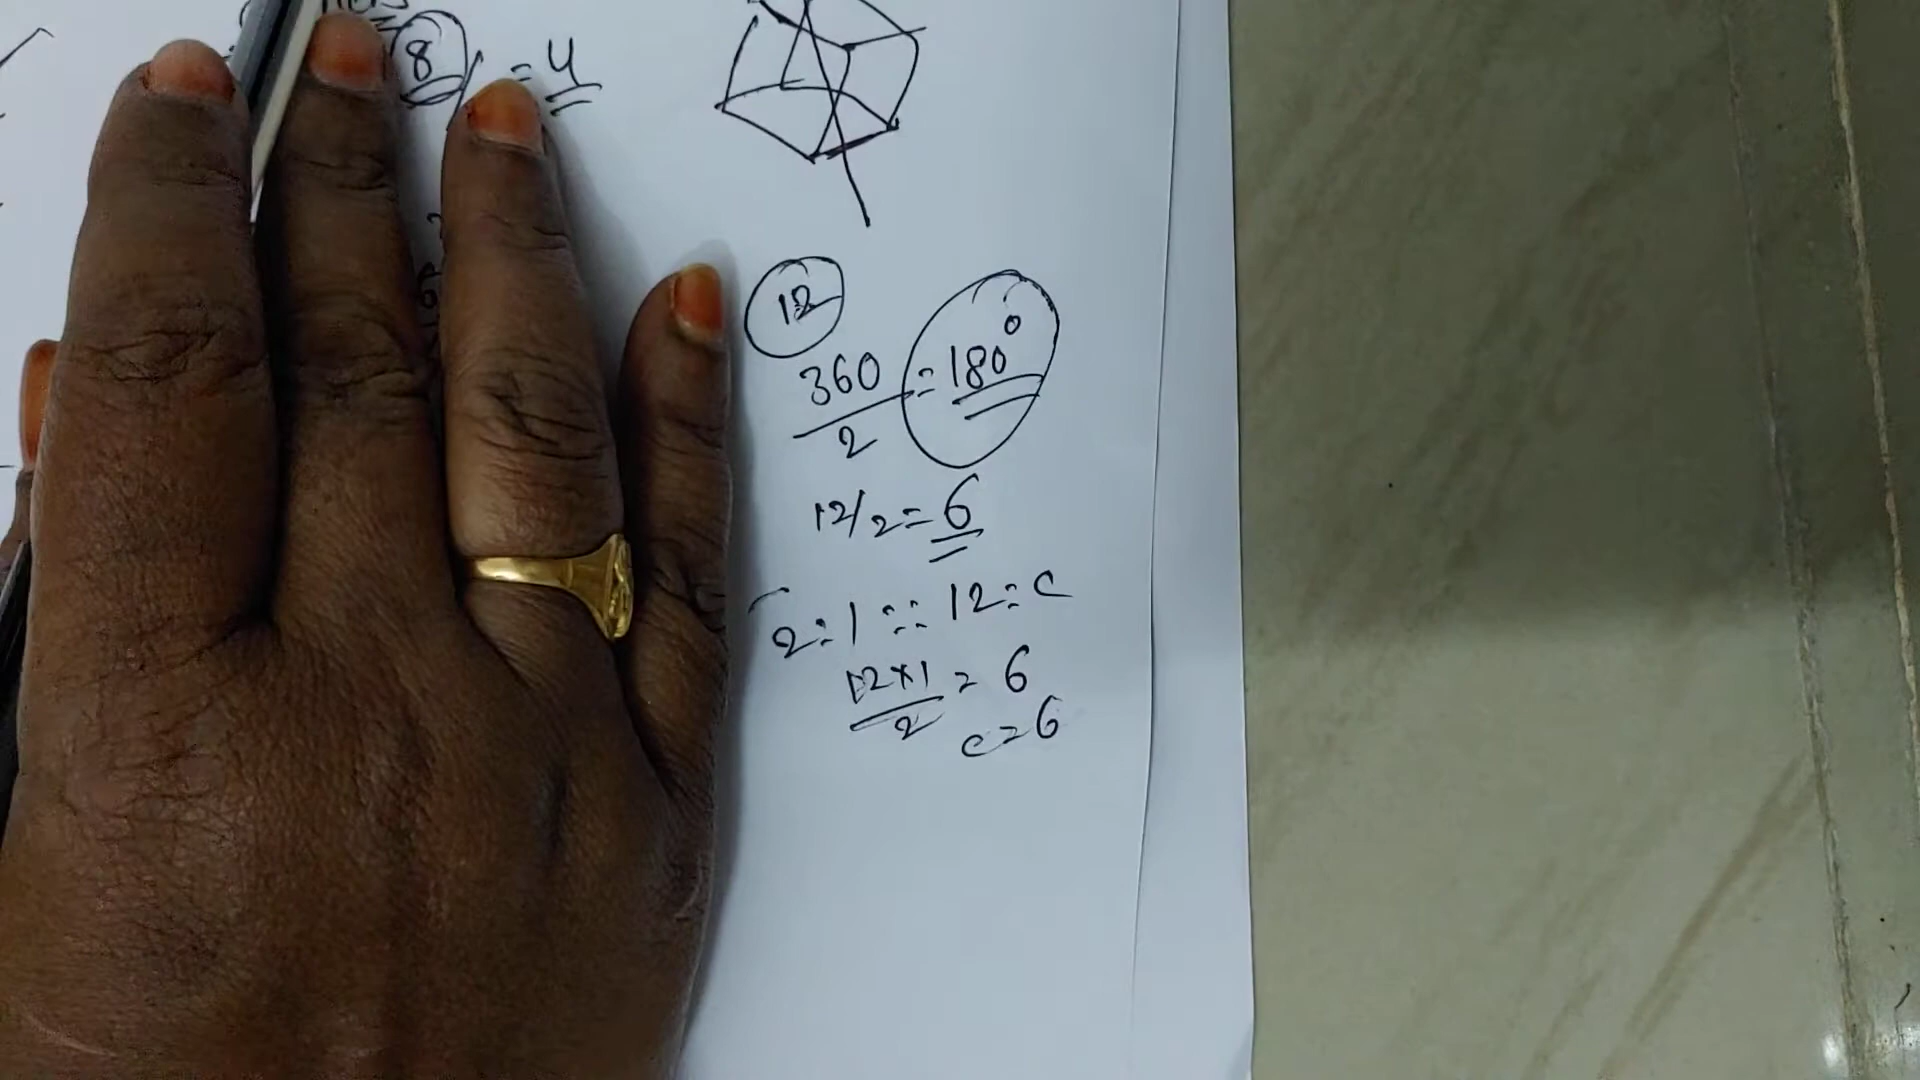 8/ = 4
12
360/2 = 180°
12/2 = 6
2:1 :: 12:c
12×1/2 = 6
c = 6